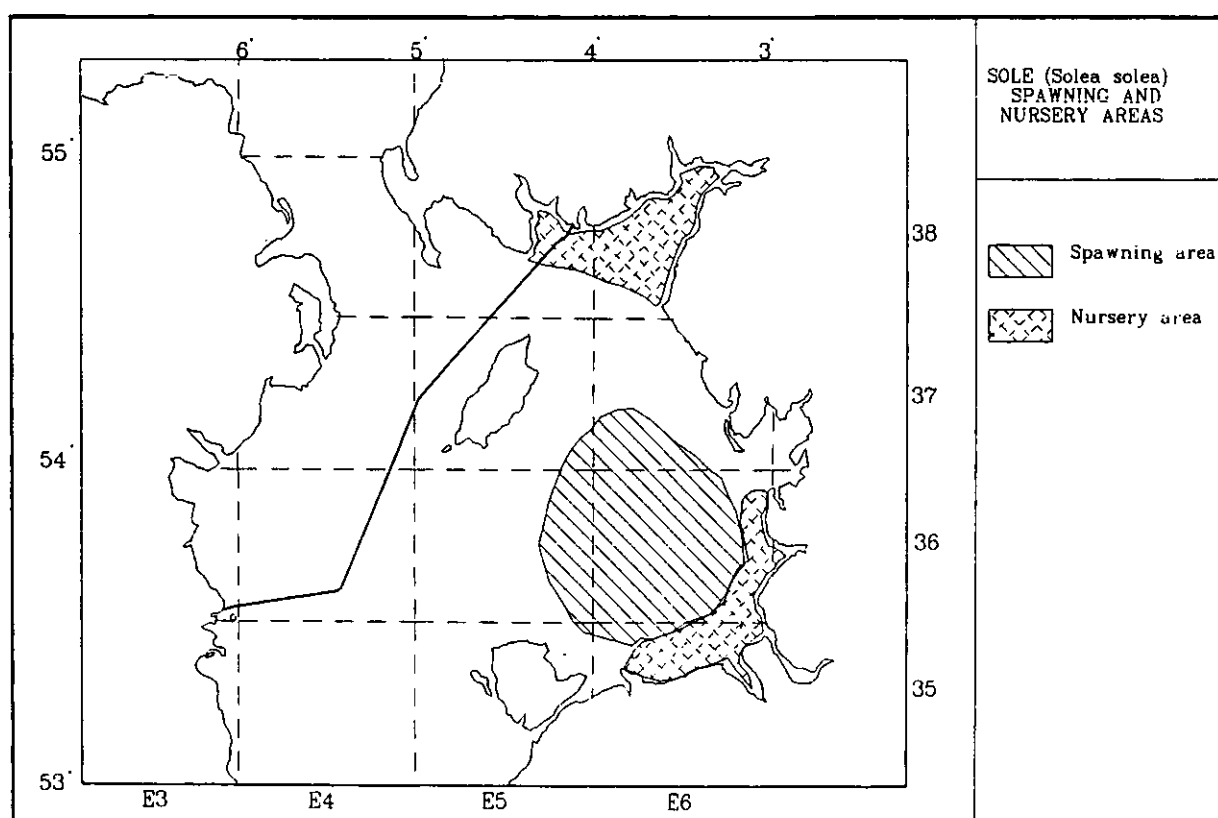 6° 5° 4° 3°
SOLE (Solea solea)
SPAWNING AND
NURSERY AREAS
55°
38
Spawning area
Nursery area
37
54°
36
35
53°
E3 E4 E5 E6